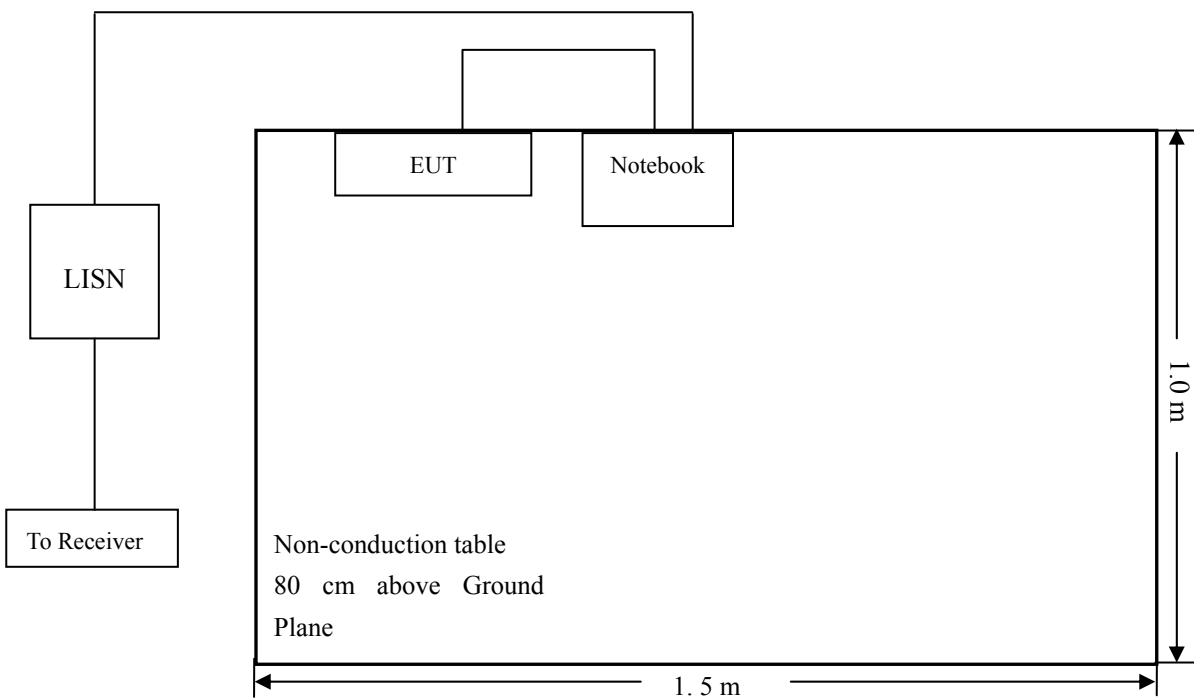 EUT
Notebook
LISN
1.0 m
To Receiver
Non-conduction table
80 cm above Ground
Plane
1. 5 m